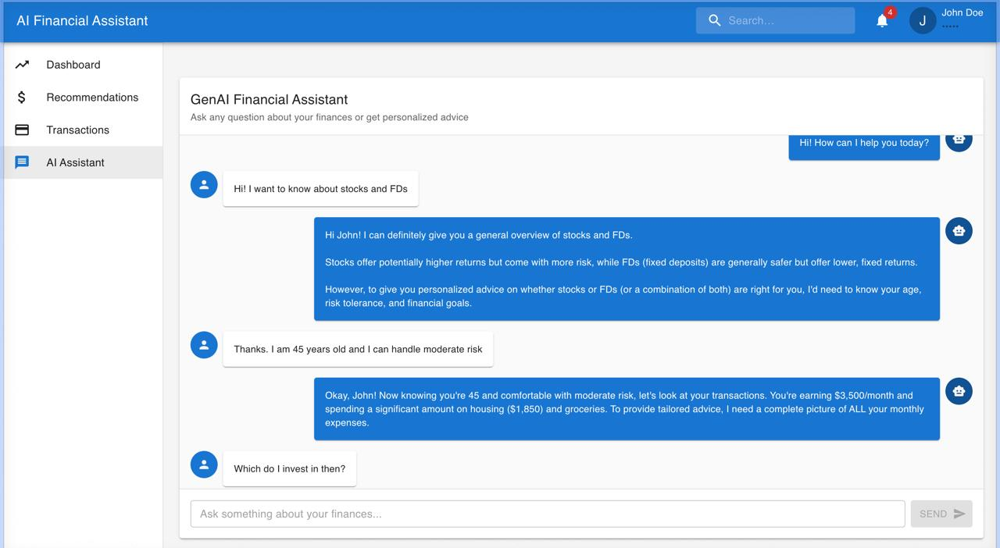 AI Financial Assistant
Search...
4
J
John Doe
.....
Dashboard
Recommendations
Transactions
AI Assistant
GenAI Financial Assistant
Ask any question about your finances or get personalized advice
Hi! How can I help you today?
Hi! I want to know about stocks and FDs
Hi John! I can definitely give you a general overview of stocks and FDs.
Stocks offer potentially higher returns but come with more risk, while FDs (fixed deposits) are generally safer but offer lower, fixed returns.
However, to give you personalized advice on whether stocks or FDs (or a combination of both) are right for you, I'd need to know your age,
risk tolerance, and financial goals.
Thanks. I am 45 years old and I can handle moderate risk
Okay, John! Now knowing you're 45 and comfortable with moderate risk, let's look at your transactions. You're earning $3,500/month and
spending a significant amount on housing ($1,850) and groceries. To provide tailored advice, I need a complete picture of ALL your monthly
expenses.
Which do I invest in then?
Ask something about your finances...
SEND